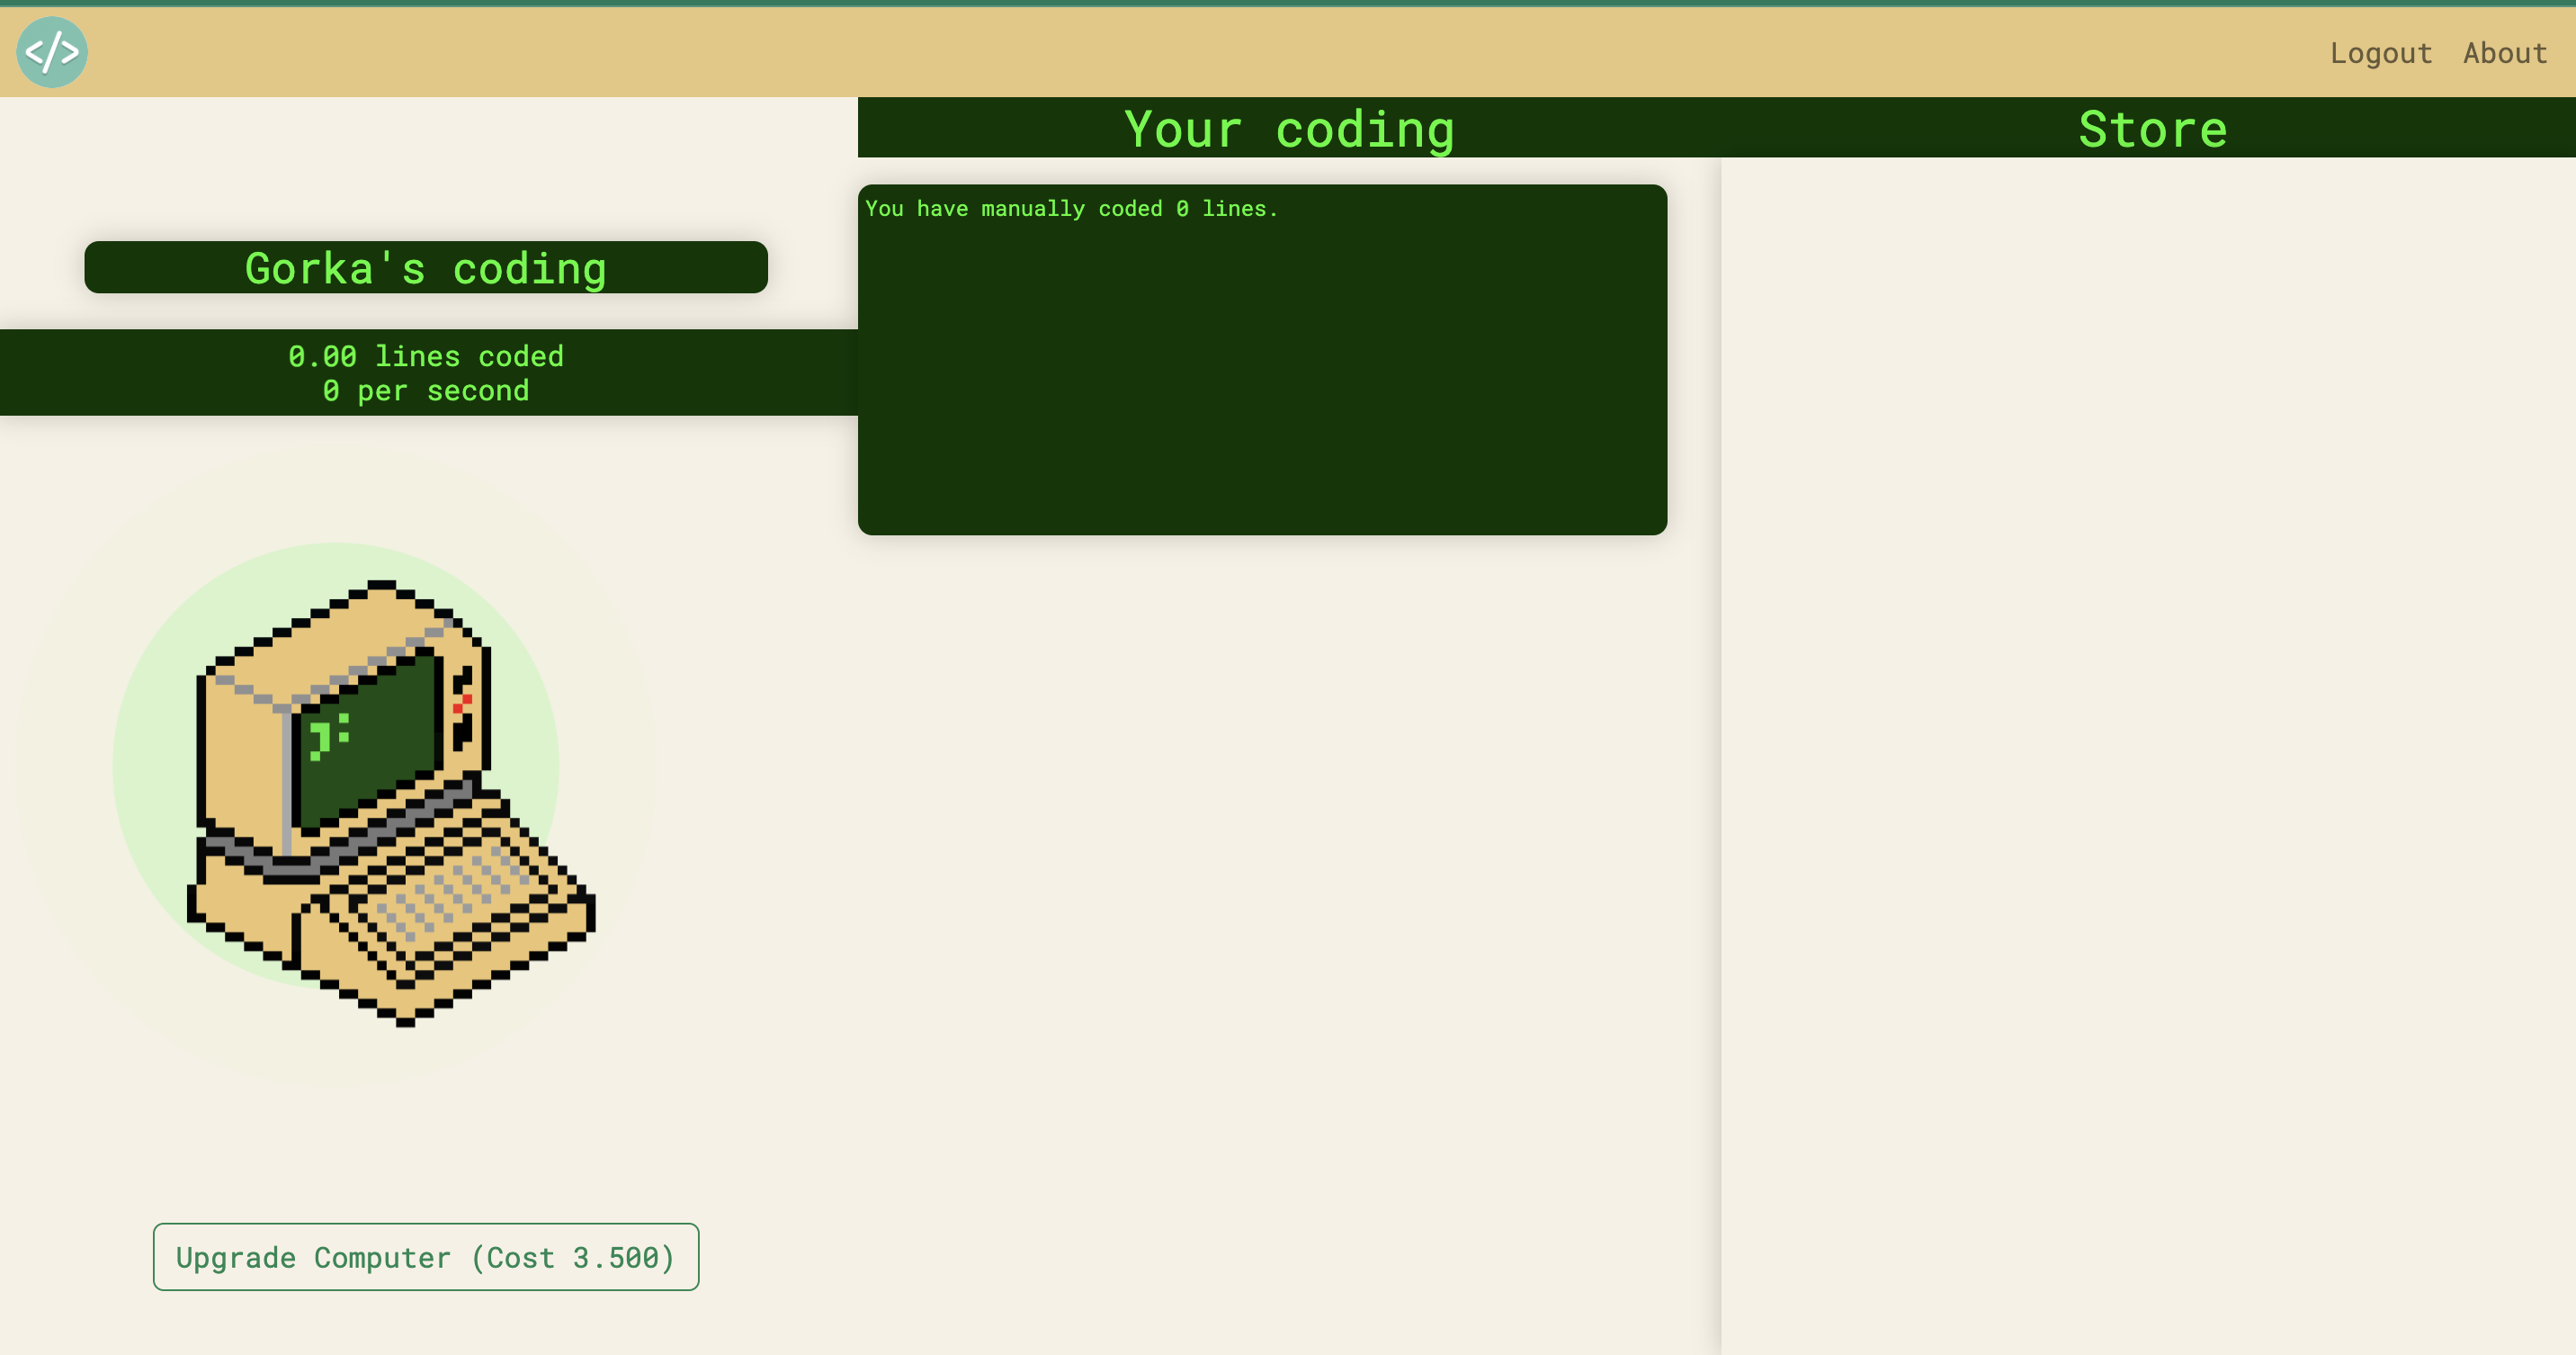 </>
Logout About
Your coding
Store
You have manually coded 0 lines.
Gorka's coding
0.00 lines coded
0 per second
Upgrade Computer (Cost 3.500)